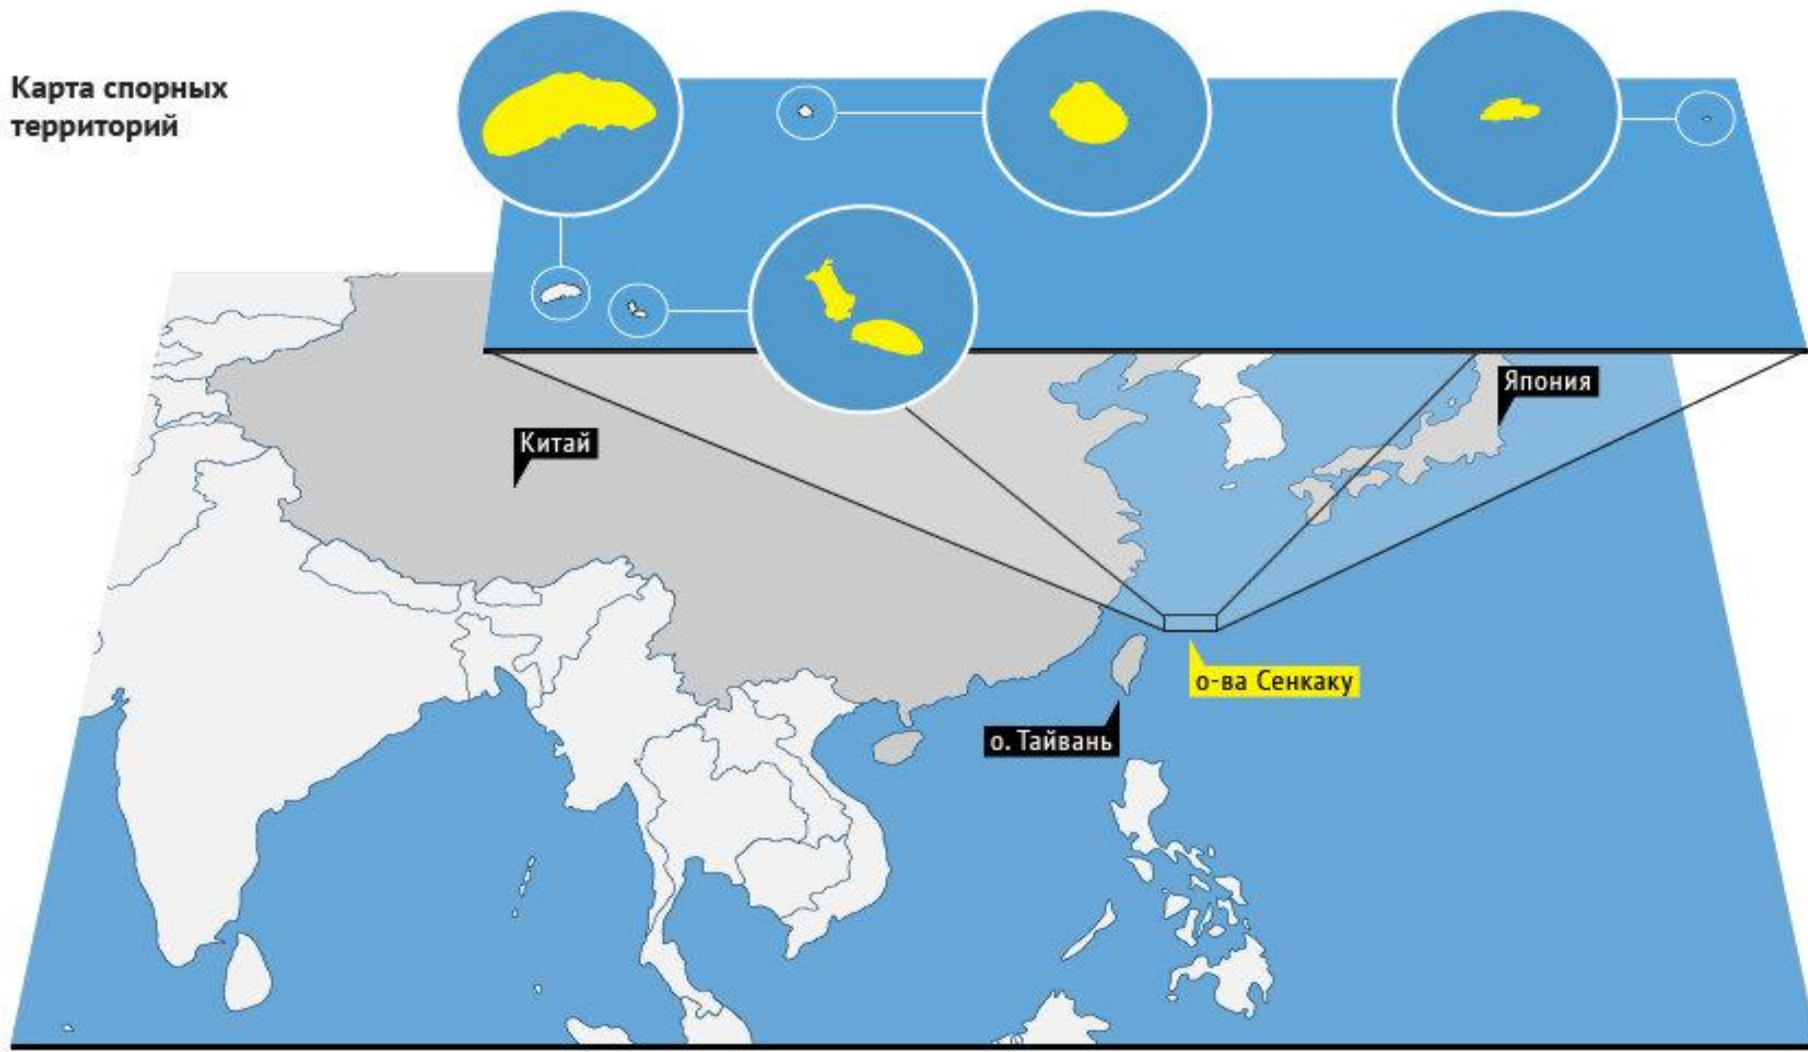 Карта спорных
территорий
Япония
Китай
о-ва Сенкаку
о. Тайвань